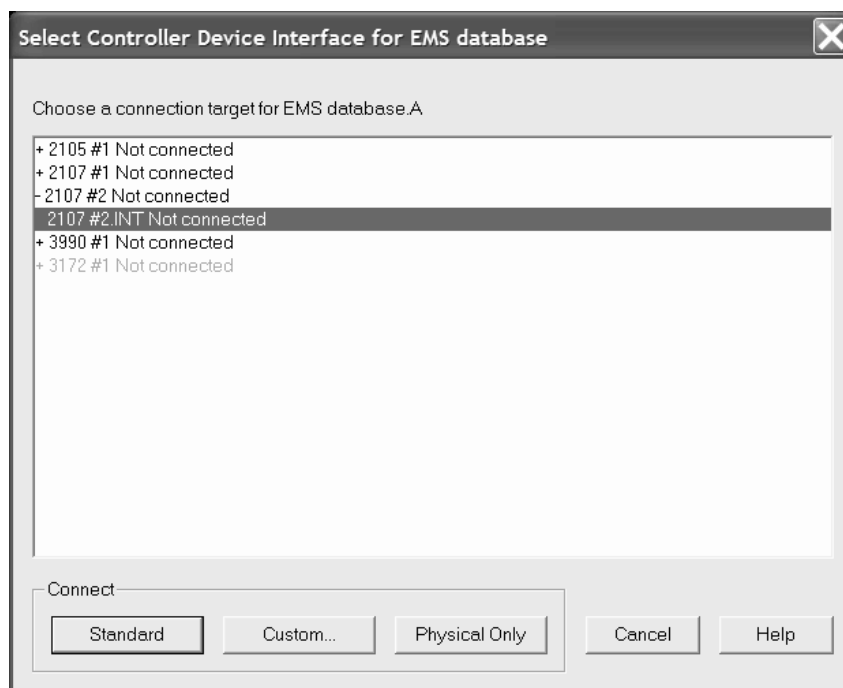 Select Controller Device Interface for EMS database
Choose a connection target for EMS database.A
+ 2105 #1 Not connected
+ 2107 #1 Not connected
- 2107 #2 Not connected
2107 #2.INT Not connected
+ 3990 #1 Not connected
+ 3172 #1 Not connected
Connect
Standard Custom... Physical Only Cancel Help